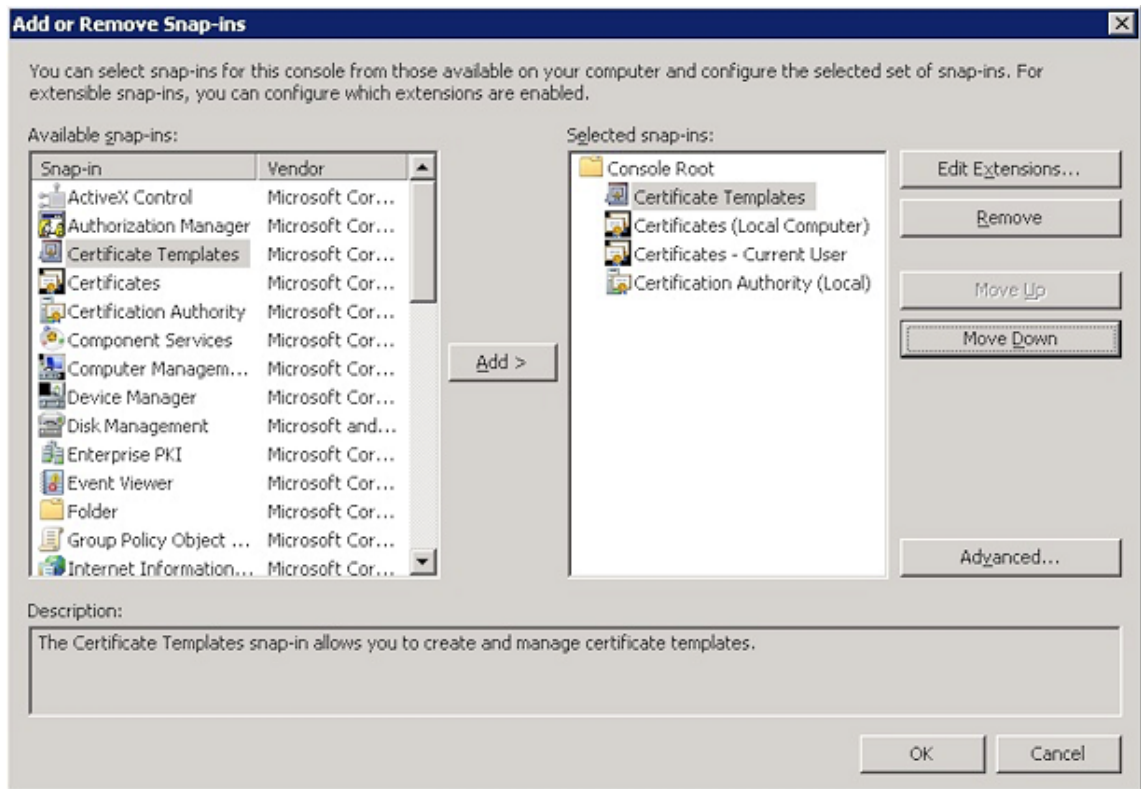 Add or Remove Snap-ins
You can select snap-ins for this console from those available on your computer and configure the selected set of snap-ins. For
extensible snap-ins, you can configure which extensions are enabled.
Available snap-ins:
Snap-in Vendor
ActiveX Control Microsoft Cor...
Authorization Manager Microsoft Cor...
Certificate Templates Microsoft Cor...
Certificates Microsoft Cor...
Certification Authority Microsoft Cor...
Component Services Microsoft Cor...
Computer Managem... Microsoft Cor...
Device Manager Microsoft Cor...
Disk Management Microsoft and...
Enterprise PKI Microsoft Cor...
Event Viewer Microsoft Cor...
Folder Microsoft Cor...
Group Policy Object ... Microsoft Cor...
Internet Information... Microsoft Cor...
Add >
Selected snap-ins:
Console Root
Certificate Templates
Certificates (Local Computer)
Certificates - Current User
Certification Authority (Local)
Edit Extensions...
Remove
Move Up
Move Down
Advanced...
Description:
The Certificate Templates snap-in allows you to create and manage certificate templates.
OK
Cancel